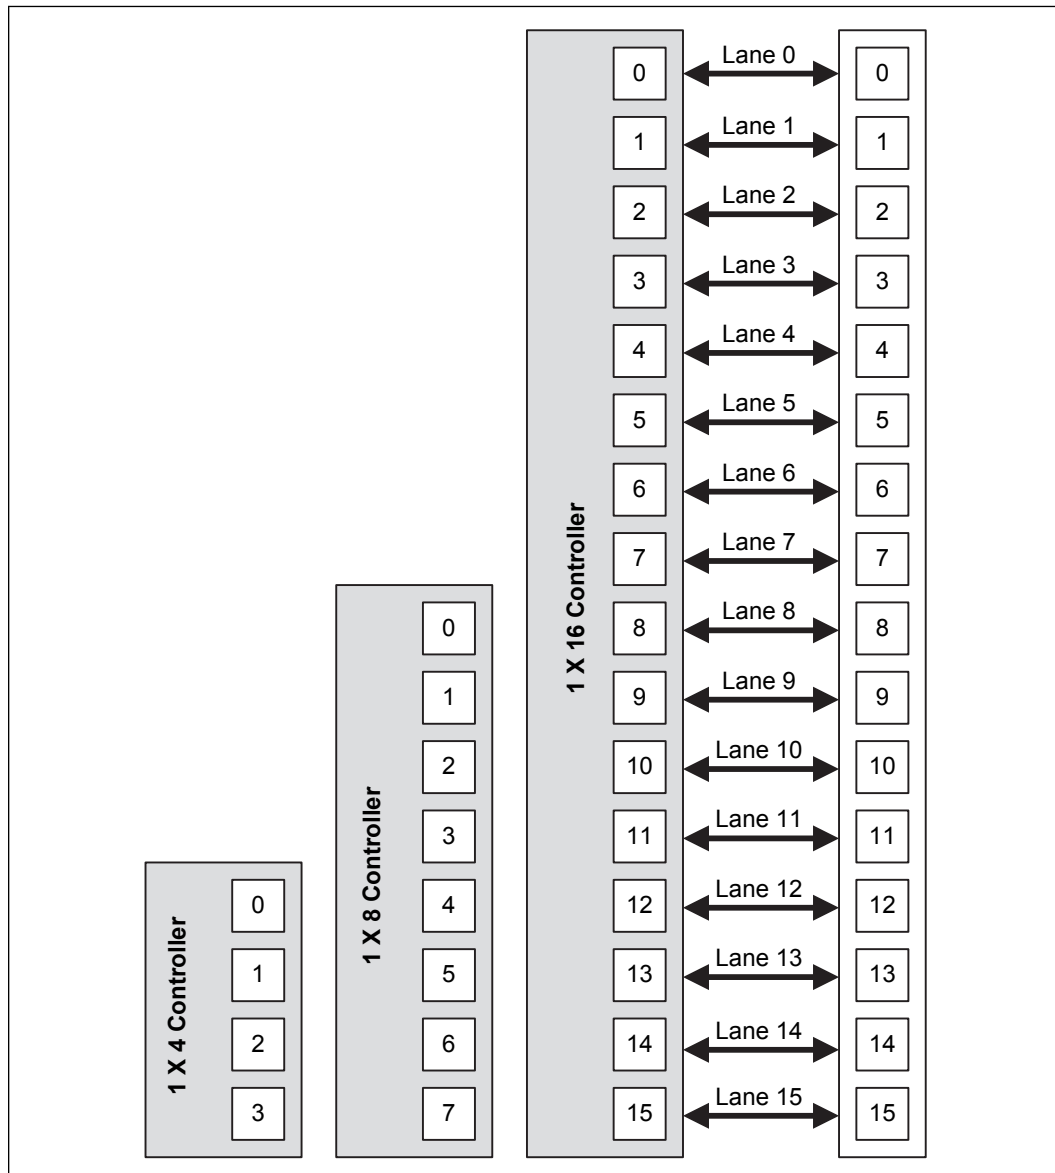 0 Lane 0 0
1 Lane 1 1
2 Lane 2 2
3 Lane 3 3
4 Lane 4 4
5 Lane 5 5
6 Lane 6 6
7 Lane 7 7
0 8 Lane 8 8
1 9 Lane 9 9
2 10 Lane 10 10
3 11 Lane 11 11
0 4 12 Lane 12 12
1 5 13 Lane 13 13
2 6 14 Lane 14 14
3 7 15 Lane 15 15
1 X 4 Controller
1 X 8 Controller
1 X 16 Controller